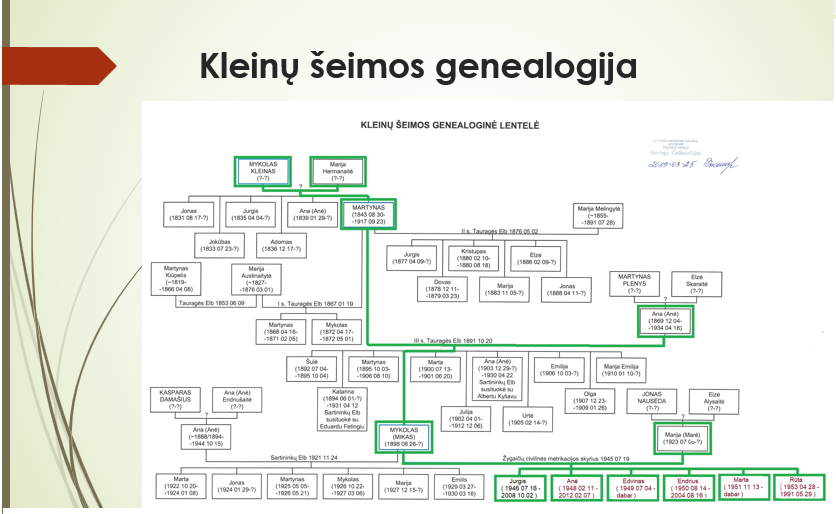 Kleinų šeimos genealogija
KLEINŲ ŠEIMOS GENEALOGINĖ LENTELĖ
2019-03-25
MYKOLAS
KLEINAS
(?-?)
Marija
Hermanaitė
(?-?)
?
Jonas
(1831 08 17-?)
Jurgis
(1835 04 04-?)
Ana (Anė)
(1839 01 29-?)
MARTYNAS
(1843 08 30-
-1917 09 23)
Marija Melingytė
(~1855-
-1891 07 28)
Jokūbas
(1833 07 23-?)
Adomas
(1836 12 17-?)
II s. Tauragės Elb 1876 05 02
Jurgis
(1877 04 09-?)
Kristupas
(1880 02 10-
-1880 08 18)
Elzė
(1886 02 09-?)
Dovas
(1878 12 11-
-1879 03 23)
Marija
(1883 11 05-?)
Jonas
(1888 04 11-?)
Martynas
Kiūpelis
(~1819-
-1866 04 08)
Marija
Austinaitytė
(~1827-
-1876 03 01)
MARTYNAS
PLENYS
(?-?)
Elzė
Skaraitė
(?-?)
?
Tauragės Elb 1853 06 09
I s. Tauragės Elb 1867 01 19
Ana (Anė)
(1869 12 04-
-1934 04 18)
Martynas
(1868 04 16-
-1871 02 05)
Mykolas
(1872 04 17-
-1872 05 01)
III s. Tauragės Elb 1891 10 20
Šulė
(1892 07 04-
-1895 10 04)
Martynas
(1895 10 03-
-1906 08 10)
Marta
(1900 07 13-
-1901 06 20)
Ana (Anė)
(1903 12 29-?)
-1930 04 22
Sartininkų Elb
susituokė su
Albertu Kyliavu
Emilija
(1906 10 03-?)
Marija Emilija
(1910 01 10-?)
Katarina
(1894 06 01-?)
-1931 04 12
Sartininkų Elb
susituokė su
Eduardu Fetingiu
Julija
(1902 04 01-
-1912 12 06)
Urtė
(1905 02 14-?)
Olga
(1907 12 23-
-1909 01 26)
KASPARAS
DAMAŠIUS
(?-?)
Ana (Anė)
Endriušaitė
(?-?)
?
JONAS
NAUSĖDA
(?-?)
Elzė
Alysaitė
(?-?)
?
Ana (Anė)
(~1888/1894-
-1944 10 15)
MYKOLAS
(MIKAS)
(1898 08 26-?)
Marija (Marė)
(1923 07
Sartininkų Elb 1921 11 24
Žygaičių civilinės metrikacijos skyrius 1945 07 19
Marta
(1922 10 20-
-1924 01 08)
Jonas
(1924 01 29-?)
Martynas
(1925 05 05-
-1926 05 21)
Mykolas
(1926 10 22-
-1927 03 06)
Marija
(1927 12 15-?)
Emilis
(1929 03 27-
-1930 03 16)
Jurgis
( 1946 07 16 -
2008 10 02 )
Anė
( 1948 02 11 -
2012 02 07 )
Edvinas
( 1949 07 04 -
dabar )
Endrius
( 1950 08 14 -
2004 08 16 )
Marta
( 1951 11 13 -
dabar )
Rūta
( 1953 04 28 -
1991 05 29 )